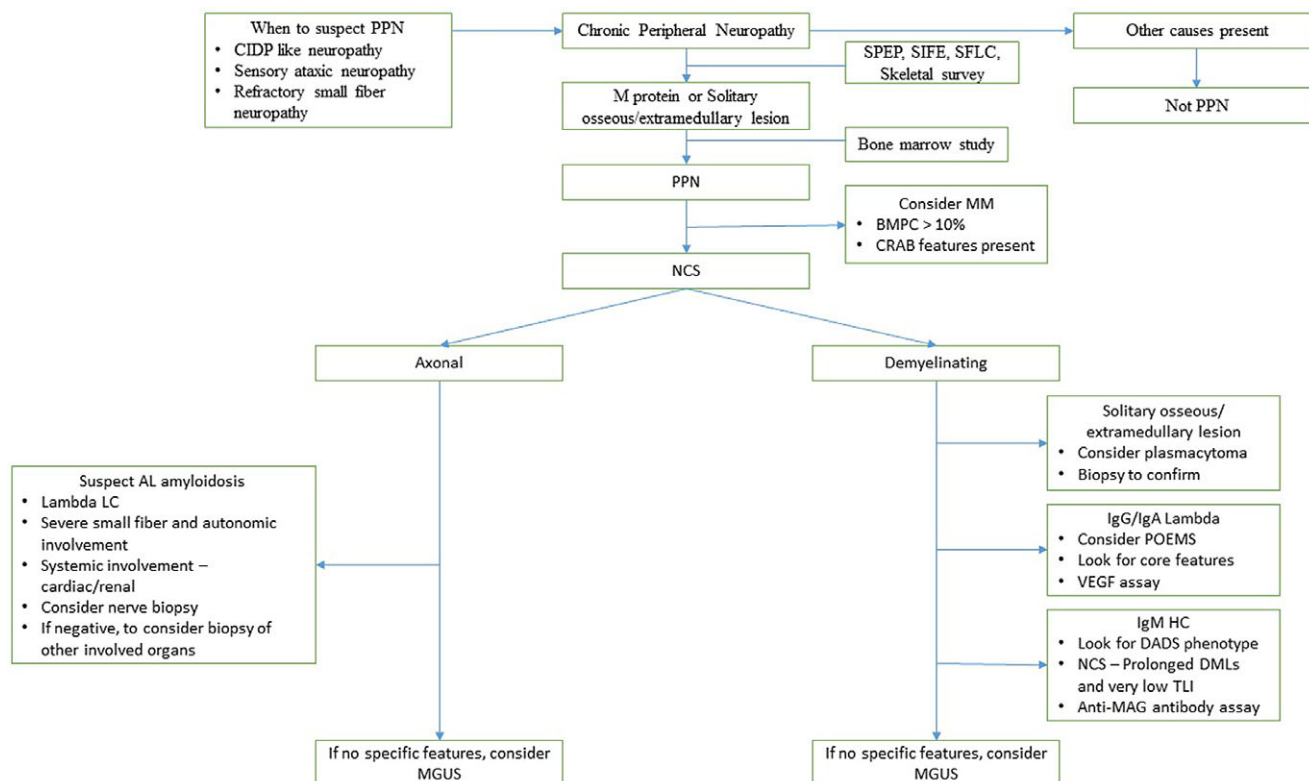 When to suspect PPN
• CIDP like neuropathy
• Sensory ataxic neuropathy
• Refractory small fiber
neuropathy
Chronic Peripheral Neuropathy
Other causes present
SPEP, SIFE, SFLC,
Skeletal survey
Not PPN
M protein or Solitary
osseous/extramedullary lesion
Bone marrow study
PPN
Consider MM
• BMPC > 10%
• CRAB features present
NCS
Axonal
Demyelinating
Solitary osseous/
extramedullary lesion
• Consider plasmacytoma
• Biopsy to confirm
Suspect AL amyloidosis
• Lambda LC
• Severe small fiber and autonomic
involvement
• Systemic involvement –
cardiac/renal
• Consider nerve biopsy
• If negative, to consider biopsy of
other involved organs
IgG/IgA Lambda
• Consider POEMS
• Look for core features
• VEGF assay
IgM HC
• Look for DADS phenotype
• NCS – Prolonged DMLs
and very low TLI
• Anti-MAG antibody assay
If no specific features, consider
MGUS
If no specific features, consider
MGUS